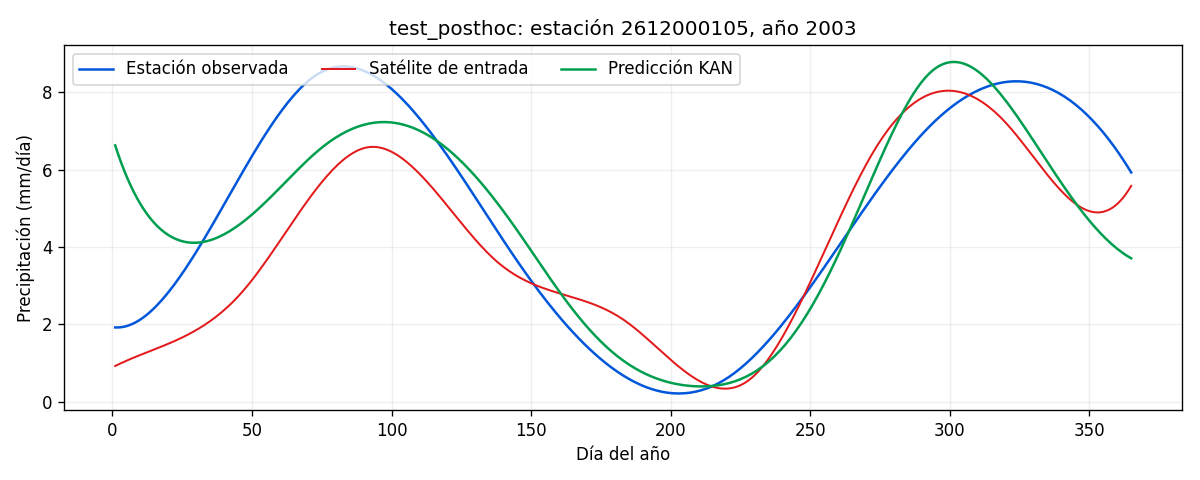 test_posthoc: estación 2612000105, año 2003
Estación observada Satélite de entrada Predicción KAN
Precipitación (mm/día)
8
6
4
2
0
0 50 100 150 200 250 300 350
Día del año